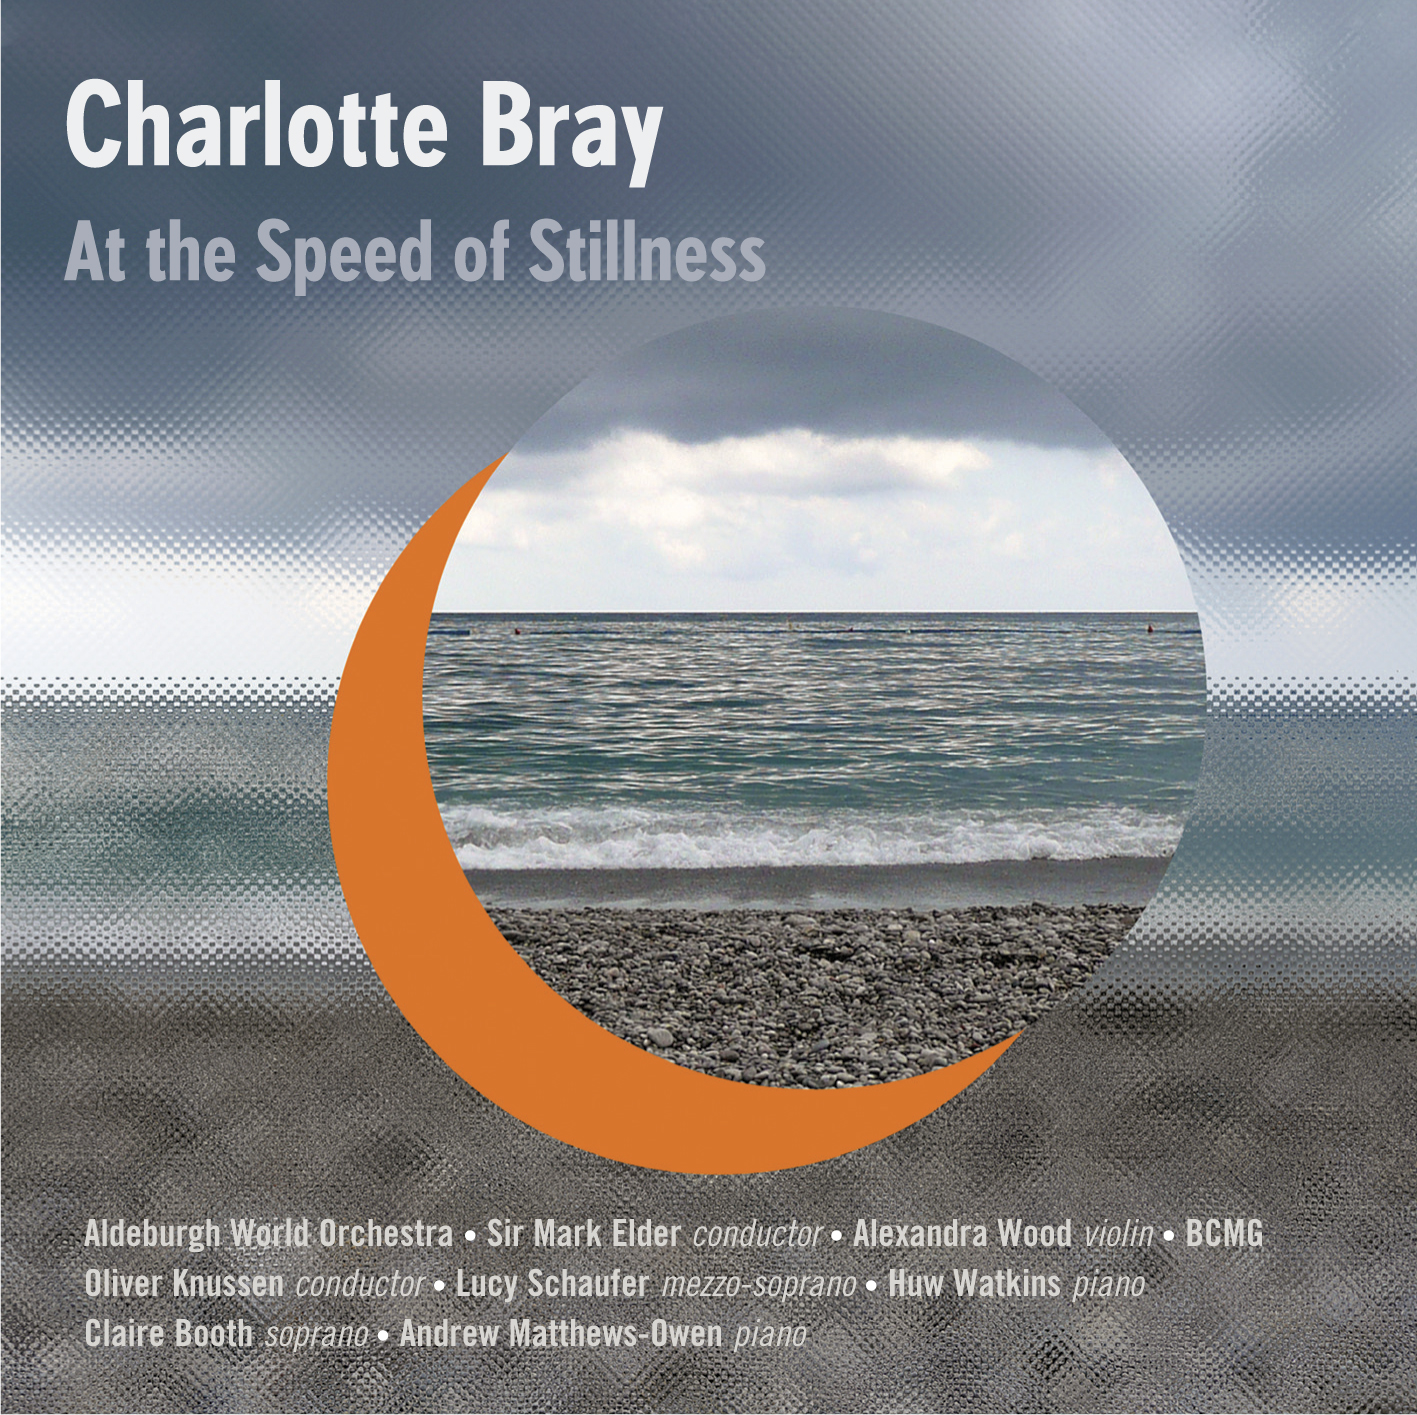 Charlotte Bray
At the Speed of Stillness
Aldeburgh World Orchestra • Sir Mark Elder conductor • Alexandra Wood violin • BCMG
Oliver Knussen conductor • Lucy Schaufer mezzo-soprano • Huw Watkins piano
Claire Booth soprano • Andrew Matthews-Owen piano